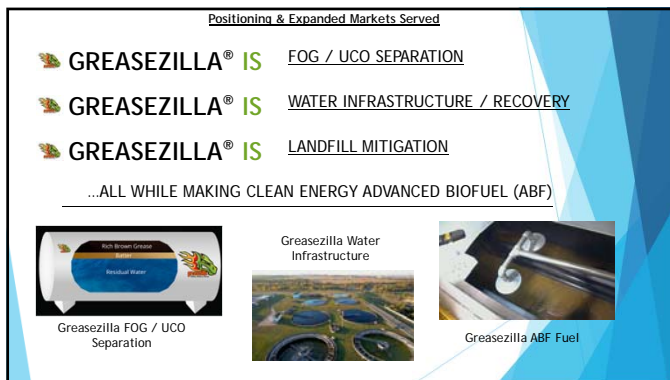 Positioning & Expanded Markets Served
GREASEZILLA® IS FOG / UCO SEPARATION
GREASEZILLA® IS WATER INFRASTRUCTURE / RECOVERY
GREASEZILLA® IS LANDFILL MITIGATION
...ALL WHILE MAKING CLEAN ENERGY ADVANCED BIOFUEL (ABF)
Rich Brown Grease
Batter
Residual Water
Greasezilla FOG / UCO
Separation
Greasezilla Water
Infrastructure
Greasezilla ABF Fuel